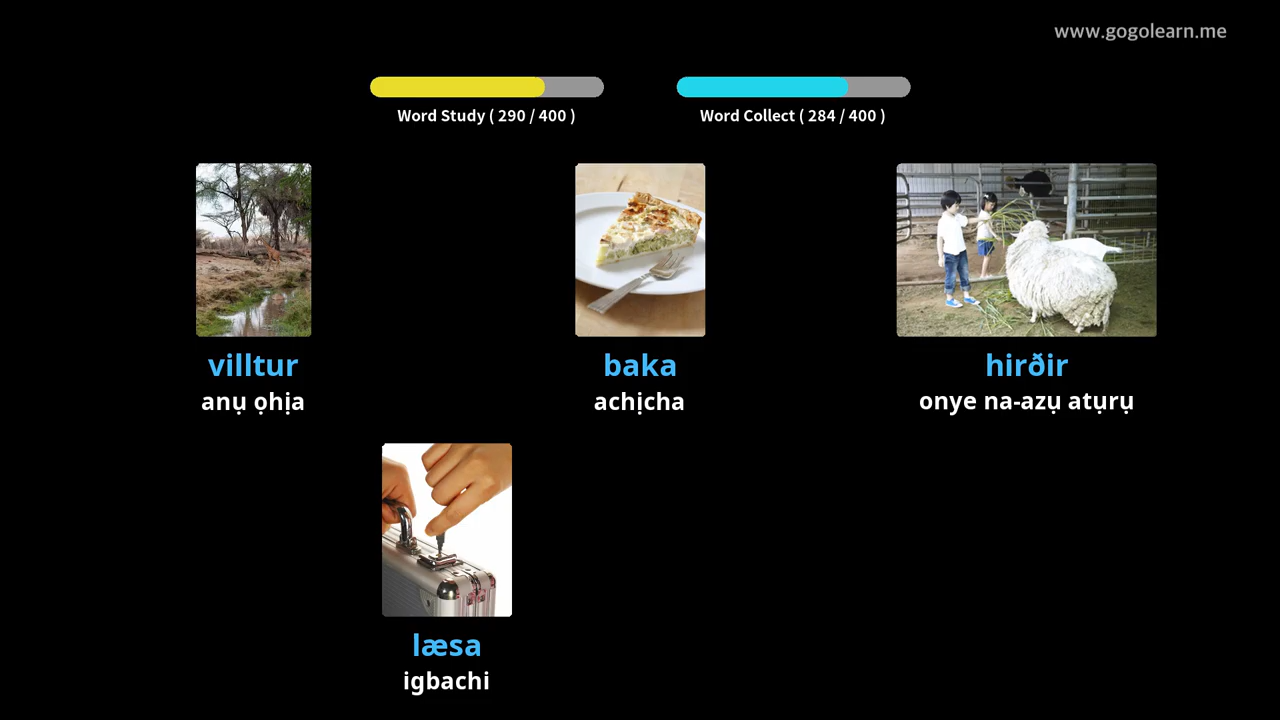 www.gogolearn.me
Word Study ( 290 / 400 )
Word Collect ( 284 / 400 )
villtur
anụ ọhịa
baka
achịcha
hirðir
onye na-azụ atụrụ
læsa
igbachi